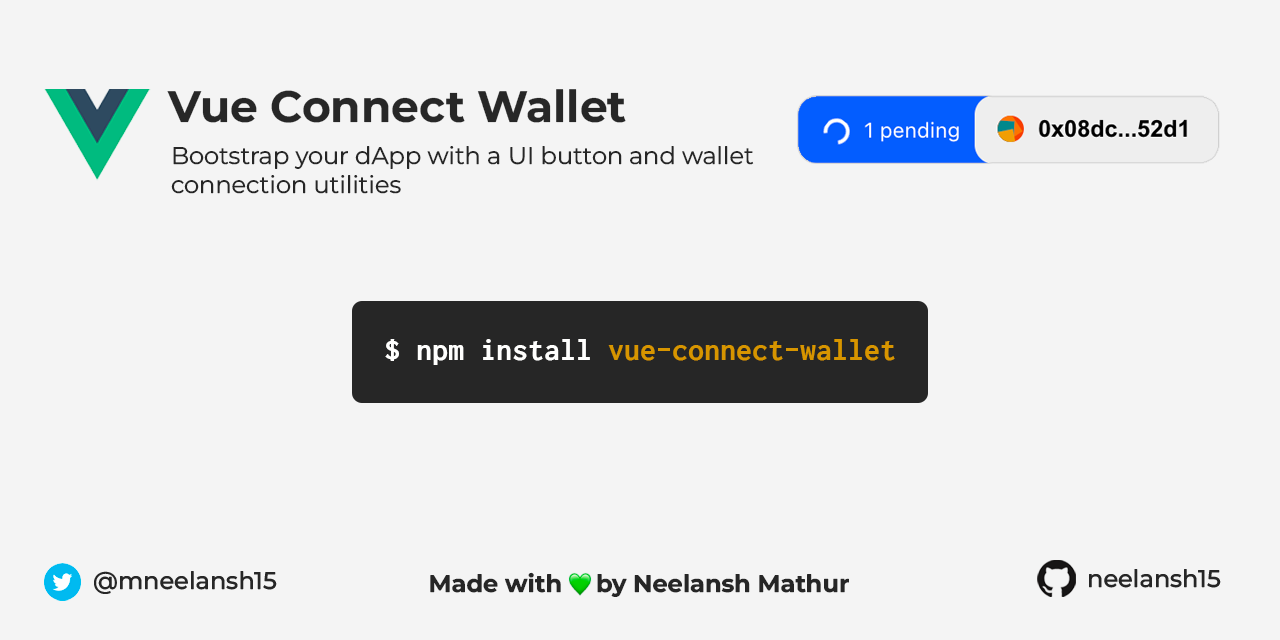 Vue Connect Wallet
Bootstrap your dApp with a UI button and wallet
connection utilities
1 pending
0x08dc...52d1
$ npm install vue-connect-wallet
@mneelansh15
Made with 💚 by Neelansh Mathur
neelansh15